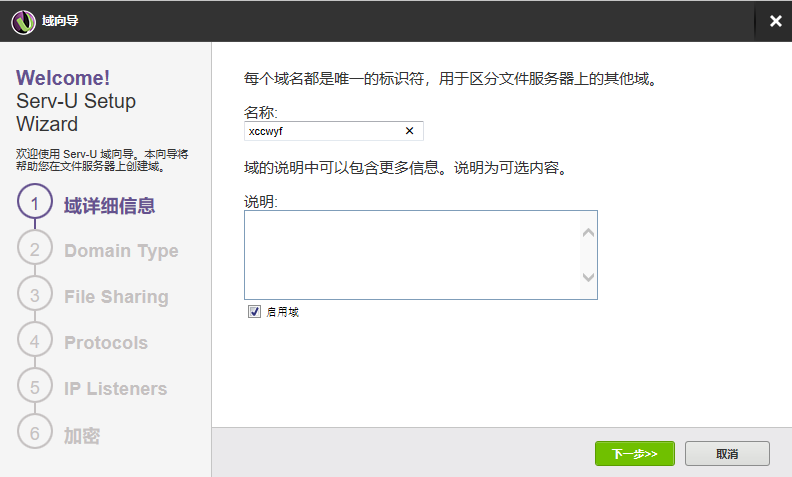 域向导
Welcome!
Serv-U Setup
Wizard
欢迎使用 Serv-U 域向导。本向导将
帮助您在文件服务器上创建域。
1 域详细信息
2 Domain Type
3 File Sharing
4 Protocols
5 IP Listeners
6 加密
每个域名都是唯一的标识符，用于区分文件服务器上的其他域。
名称:
xccwyf
域的说明中可以包含更多信息。说明为可选内容。
说明:
启用域
下一步>>
取消